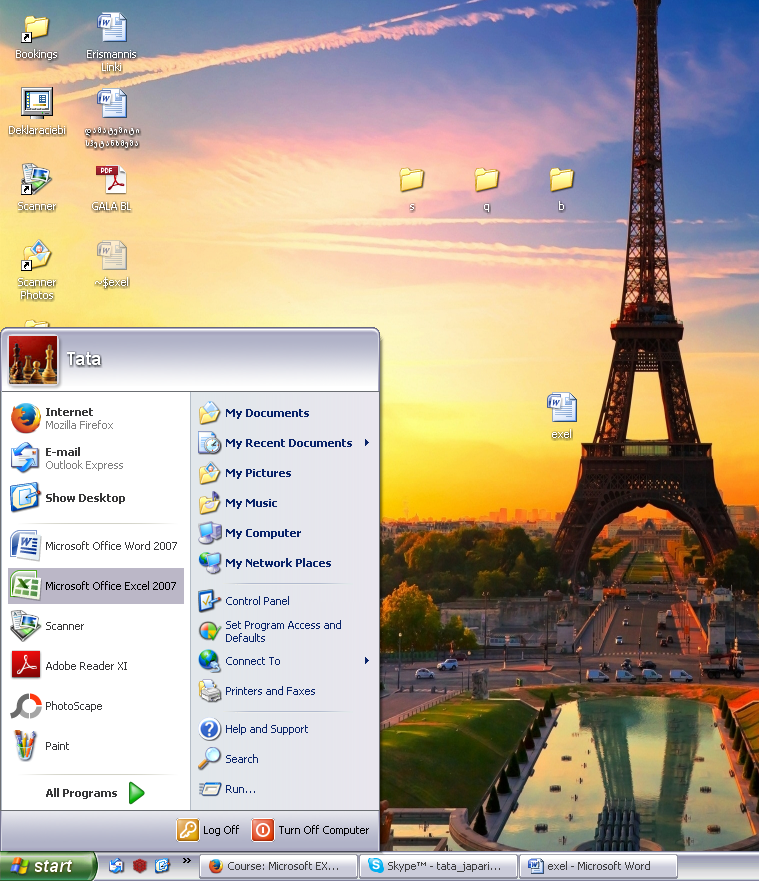 Bookings
Erismannis
Linki
Deklaraciebi
დამატებითი
შეტანხმება
Scanner
GALA BL
s
q
b
Scanner
Photos
~$exel
Tata
Internet
Mozilla Firefox
E-mail
Outlook Express
Show Desktop
Microsoft Office Word 2007
Microsoft Office Excel 2007
Scanner
Adobe Reader XI
PhotoScape
Paint
All Programs
My Documents
My Recent Documents
My Pictures
My Music
My Computer
My Network Places
Control Panel
Set Program Access and
Defaults
Connect To
Printers and Faxes
Help and Support
Search
Run...
exel
Log Off
Turn Off Computer
start
»
Course: Microsoft EX...
Skype™ - tata_japari...
exel - Microsoft Word